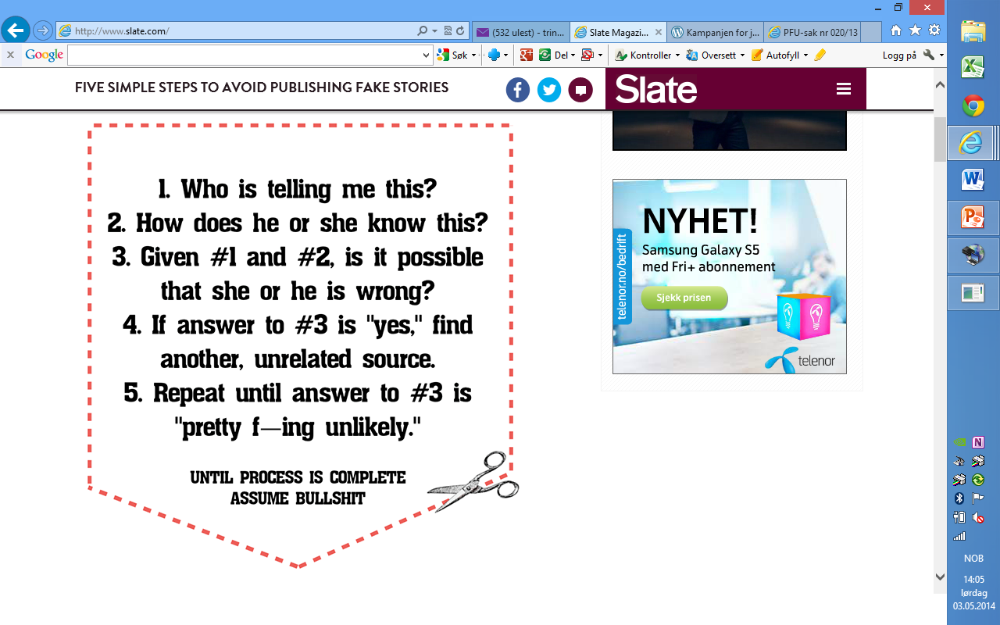 http://www.slate.com/
(532 ulest) - trin...
Slate Magazi...
Kampanjen for j...
PFU-sak nr 020/13
x Google
Søk
Del
Kontroller
Oversett
Autofyll
Logg på
FIVE SIMPLE STEPS TO AVOID PUBLISHING FAKE STORIES
Slate
1. Who is telling me this?
2. How does he or she know this?
3. Given #1 and #2, is it possible
that she or he is wrong?
4. If answer to #3 is "yes," find
another, unrelated source.
5. Repeat until answer to #3 is
"pretty f—ing unlikely."
UNTIL PROCESS IS COMPLETE
ASSUME BULLSHIT
NYHET!
Samsung Galaxy S5
med Fri+ abonnement
Sjekk prisen
telenor.no/bedrift
telenor
NOB
14:05
lørdag
03.05.2014